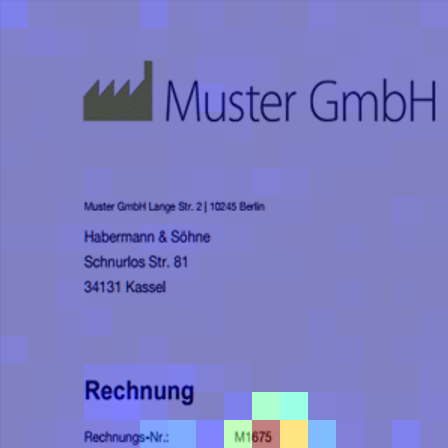 Muster GmbH
Muster GmbH Lange Str. 2 | 10245 Berlin
Habermann & Söhne
Schnurlos Str. 81
34131 Kassel
Rechnung
Rechnungs-Nr.: M1675